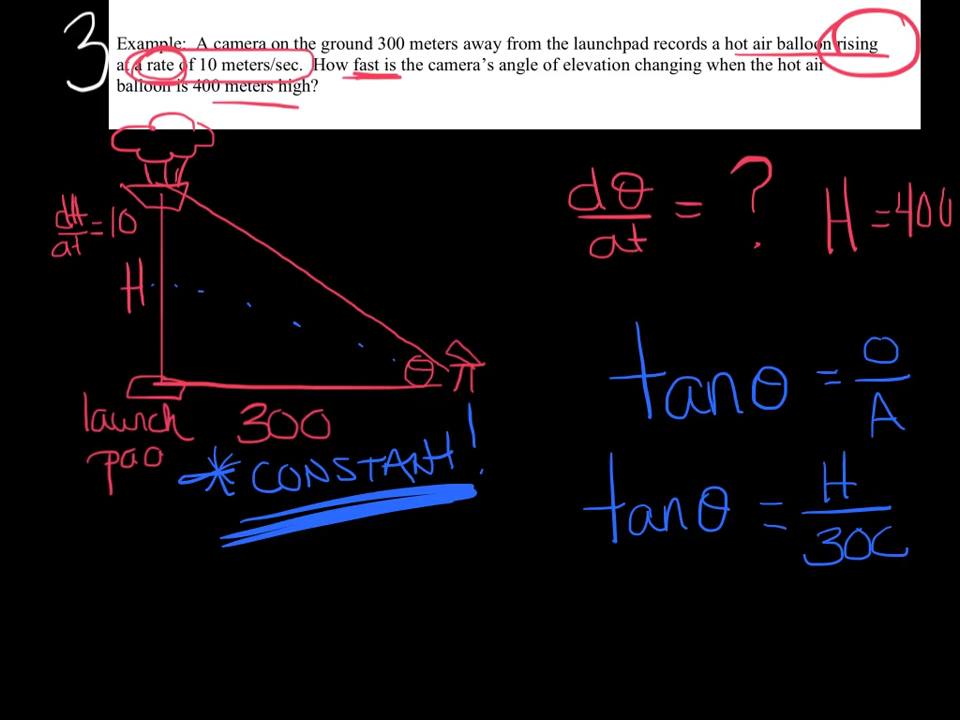 3
Example: A camera on the ground 300 meters away from the launchpad records a hot air balloon rising
at a rate of 10 meters/sec. How fast is the camera's angle of elevation changing when the hot air
balloon is 400 meters high?
dH/dt = 10
H
θ
launch
pad
300
* CONSTANT!
dθ/dt = ?
H = 400
tanθ = O/A
tanθ = H/300